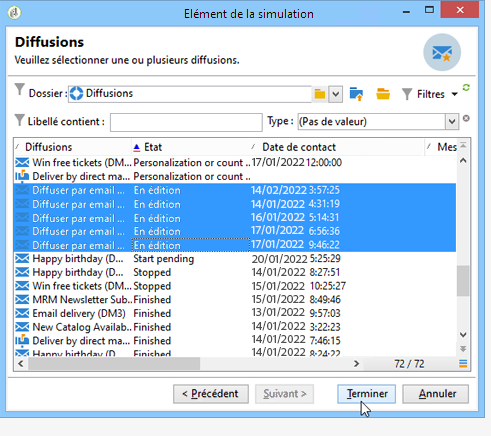 Elément de la simulation
Diffusions
Veuillez sélectionner une ou plusieurs diffusions.
Dossier : Diffusions Filtres
Libellé contient : Type : (Pas de valeur)
Diffusions Etat Date de contact Mes
Win free tickets (DM... Personalization or count ... 17/01/2022 12:00:00
Deliver by direct ma... Personalization or count ...
Diffuser par email ... En édition 14/02/2022 3:57:25
Diffuser par email ... En édition 14/01/2022 4:31:19
Diffuser par email ... En édition 16/01/2022 5:14:31
Diffuser par email ... En édition 17/01/2022 6:56:36
Diffuser par email ... En édition 17/01/2022 9:46:22
Happy birthday (D... Start pending 20/01/2022 5:25:29
Happy birthday (D... Stopped 14/01/2022 8:27:51
Win free tickets (DM... Stopped 15/01/2022 10:25:27
MRM Newsletter Sub... Finished 15/01/2022 8:49:46
Email delivery (DM3) Finished 13/01/2022 9:57:03
New Catalog Availab... Finished 14/01/2022 3:22:23
Deliver by direct ma... Finished 14/01/2022 7:46:15
Happy birthday (D... Finished 14/01/2022 8:24:22
72 / 72
< Précédent Suivant > Terminer Annuler